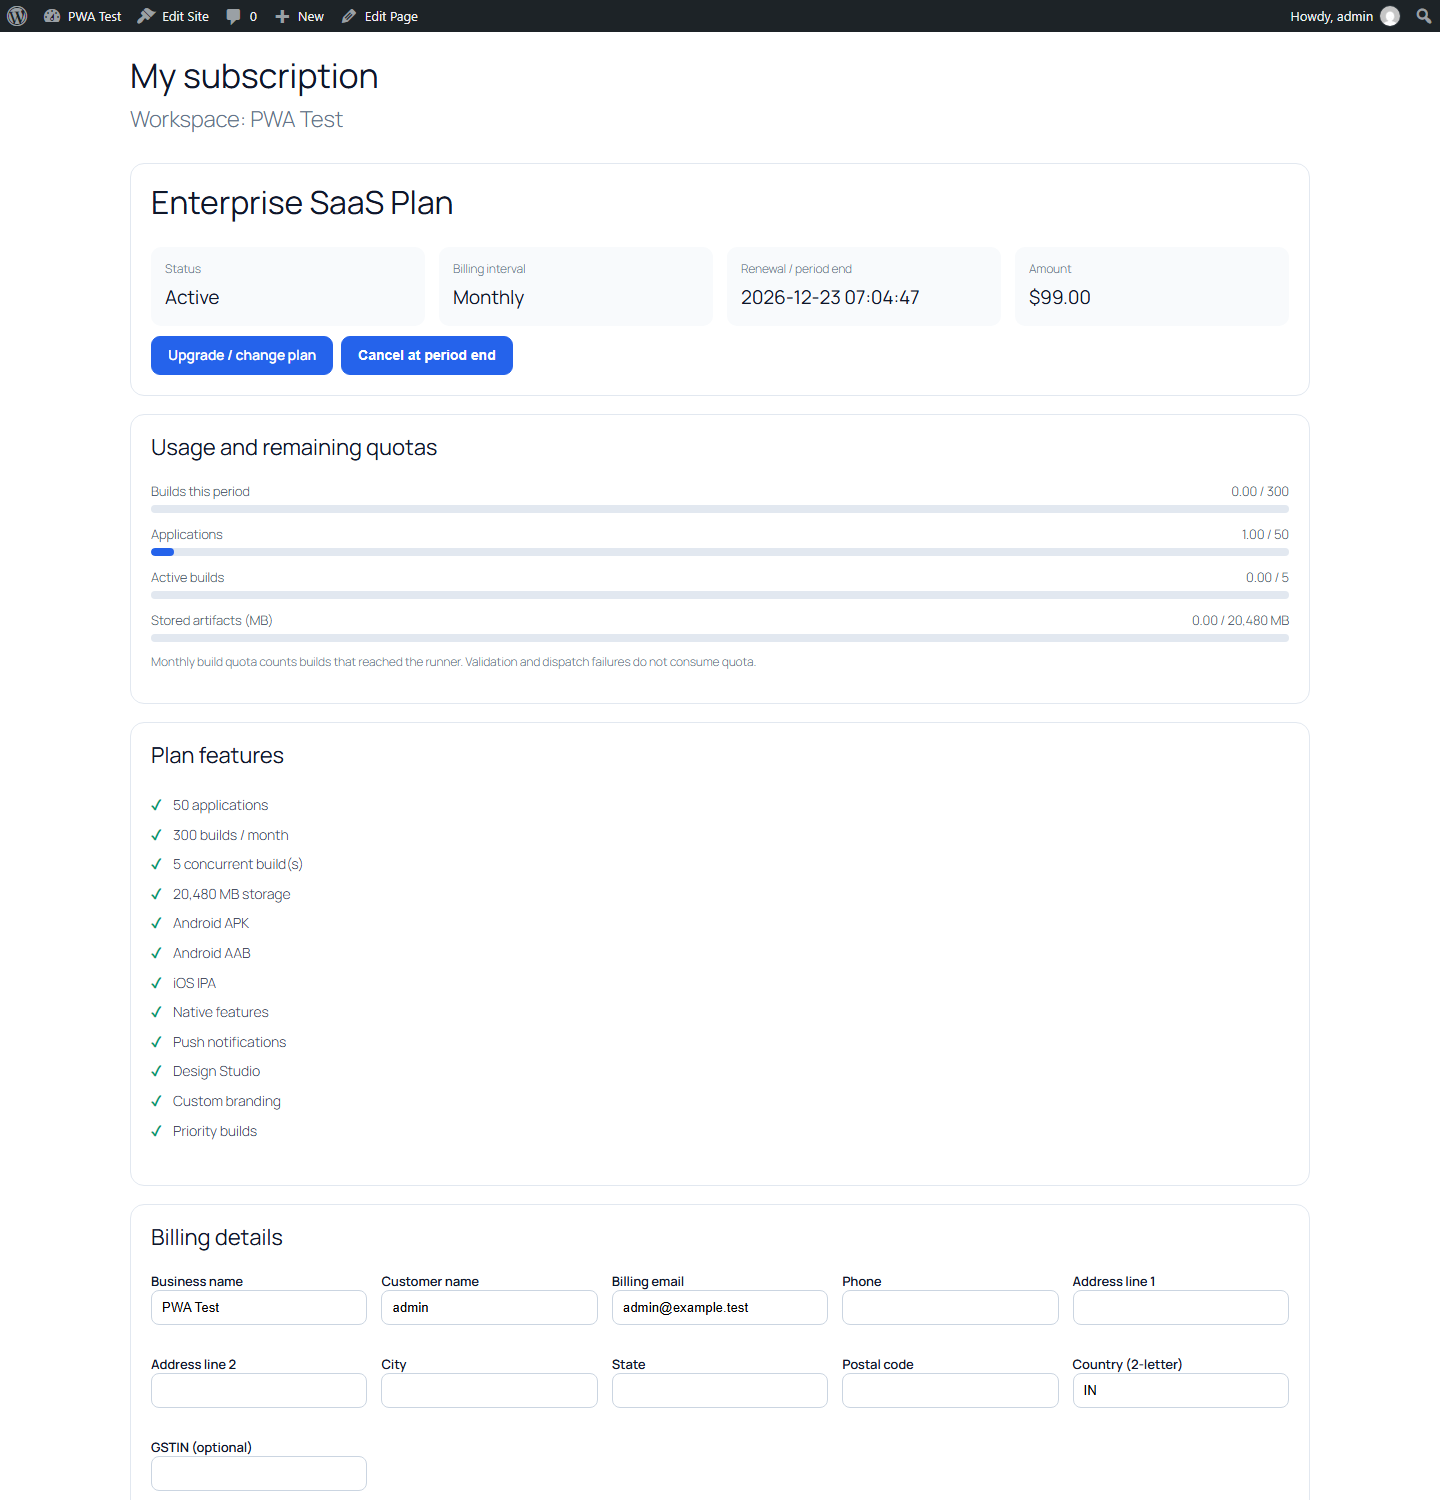 PWA Test Edit Site 0 New Edit Page Howdy, admin
My subscription
Workspace: PWA Test
Enterprise SaaS Plan
Status Billing interval Renewal / period end Amount
Active Monthly 2026-12-23 07:04:47 $99.00
Upgrade / change plan Cancel at period end
Usage and remaining quotas
Builds this period 0.00 / 300
Applications 1.00 / 50
Active builds 0.00 / 5
Stored artifacts (MB) 0.00 / 20,480 MB
Monthly build quota counts builds that reached the runner. Validation and dispatch failures do not consume quota.
Plan features
✓ 50 applications
✓ 300 builds / month
✓ 5 concurrent build(s)
✓ 20,480 MB storage
✓ Android APK
✓ Android AAB
✓ iOS IPA
✓ Native features
✓ Push notifications
✓ Design Studio
✓ Custom branding
✓ Priority builds
Billing details
Business name Customer name Billing email Phone Address line 1
PWA Test admin admin@example.test
Address line 2 City State Postal code Country (2-letter)
IN
GSTIN (optional)